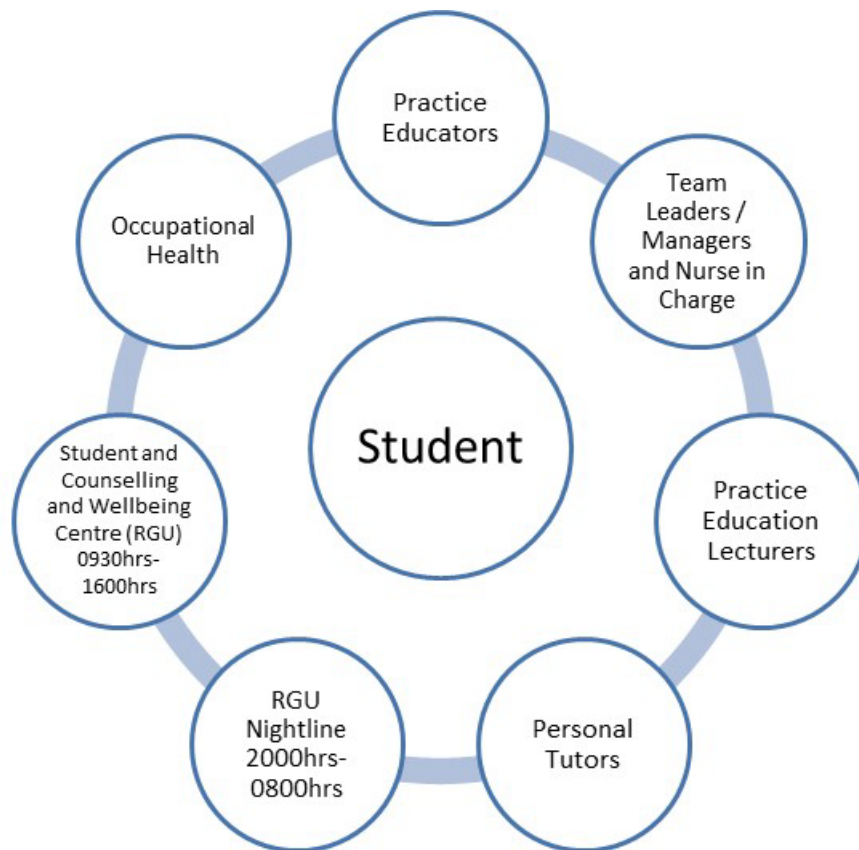 Practice
Educators
Team
Leaders /
Managers
and Nurse in
Charge
Practice
Education
Lecturers
Personal
Tutors
RGU
Nightline
2000hrs-
0800hrs
Student and
Counselling
and Wellbeing
Centre (RGU)
0930hrs-
1600hrs
Occupational
Health
Student